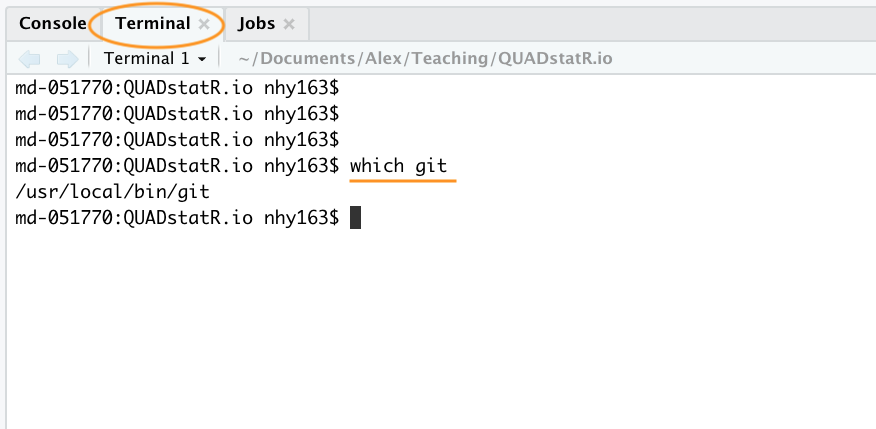 Console Terminal × Jobs ×
Terminal 1 ~/Documents/Alex/Teaching/QUADstatR.io
md-051770:QUADstatR.io nhy163$
md-051770:QUADstatR.io nhy163$
md-051770:QUADstatR.io nhy163$
md-051770:QUADstatR.io nhy163$ which git
/usr/local/bin/git
md-051770:QUADstatR.io nhy163$